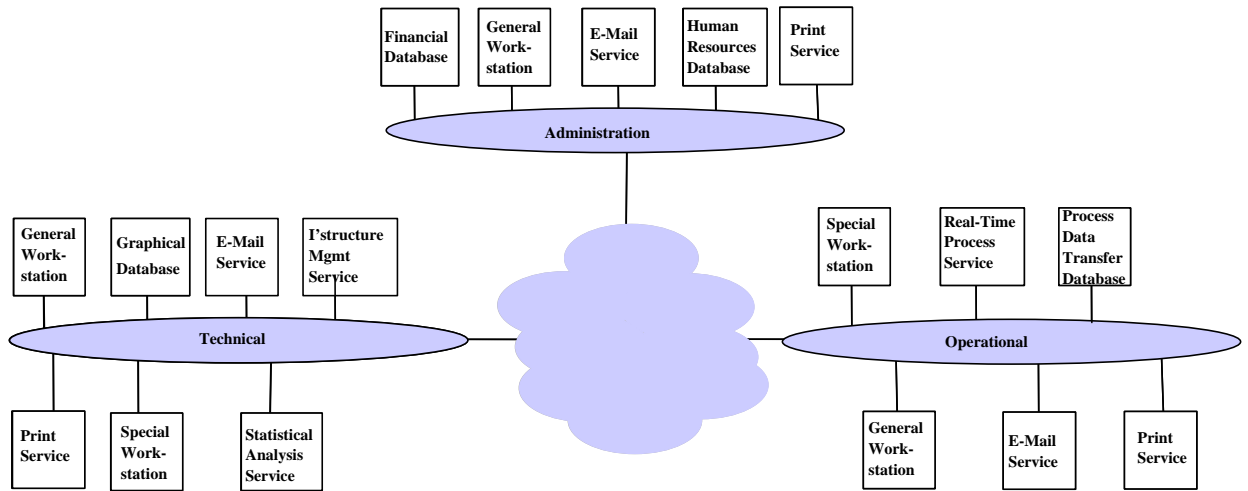 Financial
Database
General
Work-
station
E-Mail
Service
Human
Resources
Database
Print
Service
Administration
General
Work-
station
Graphical
Database
E-Mail
Service
I'structure
Mgmt
Service
Technical
Print
Service
Special
Work-
station
Statistical
Analysis
Service
Special
Work-
station
Real-Time
Process
Service
Process
Data
Transfer
Database
Operational
General
Work-
station
E-Mail
Service
Print
Service